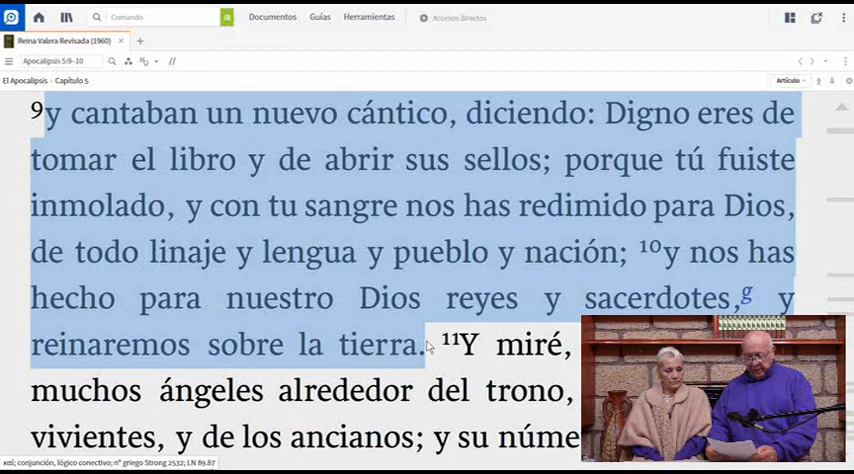 Comando
IR
Documentos
Guías
Herramientas
Accesos directos
Reina Valera Revisada (1960)
Apocalipsis 5:9-10
El Apocalipsis › Capítulo 5
Artículo
9y cantaban un nuevo cántico, diciendo: Digno eres de
tomar el libro y de abrir sus sellos; porque tú fuiste
inmolado, y con tu sangre nos has redimido para Dios,
de todo linaje y lengua y pueblo y nación; 10y nos has
hecho para nuestro Dios reyes y sacerdotes,g y
reinaremos sobre la tierra. 11Y miré,
muchos ángeles alrededor del trono,
vivientes, y de los ancianos; y su núme
καί; conjunción, lógico conectivo; nº griego Strong 2532; LN 89.87